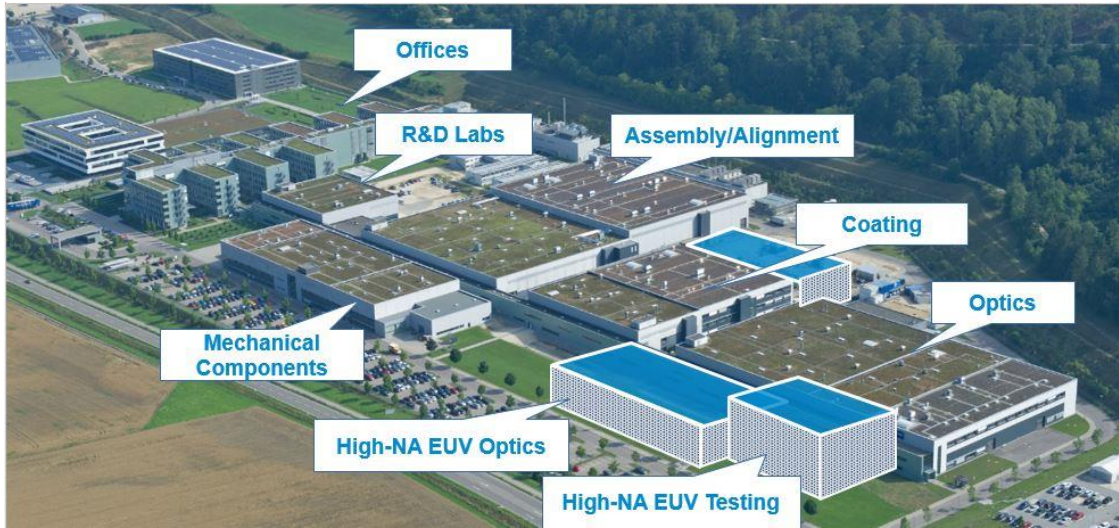 Offices
R&D Labs
Assembly/Alignment
Coating
Optics
Mechanical
Components
High-NA EUV Optics
High-NA EUV Testing